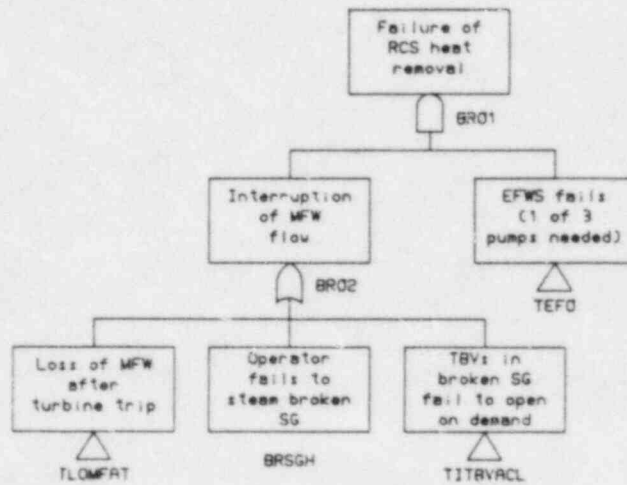 Failure of
RCS heat
removal
BR01
Interruption
of MFW
flow
EFWS fails
(1 of 3
pumps needed)
BR02
TEFO
Loss of MFW
after
turbine trip
Operator
fails to
steam broken
SG
TBVs in
broken SG
fail to open
on demand
TLOMFAT
BRSGH
TITBVACL